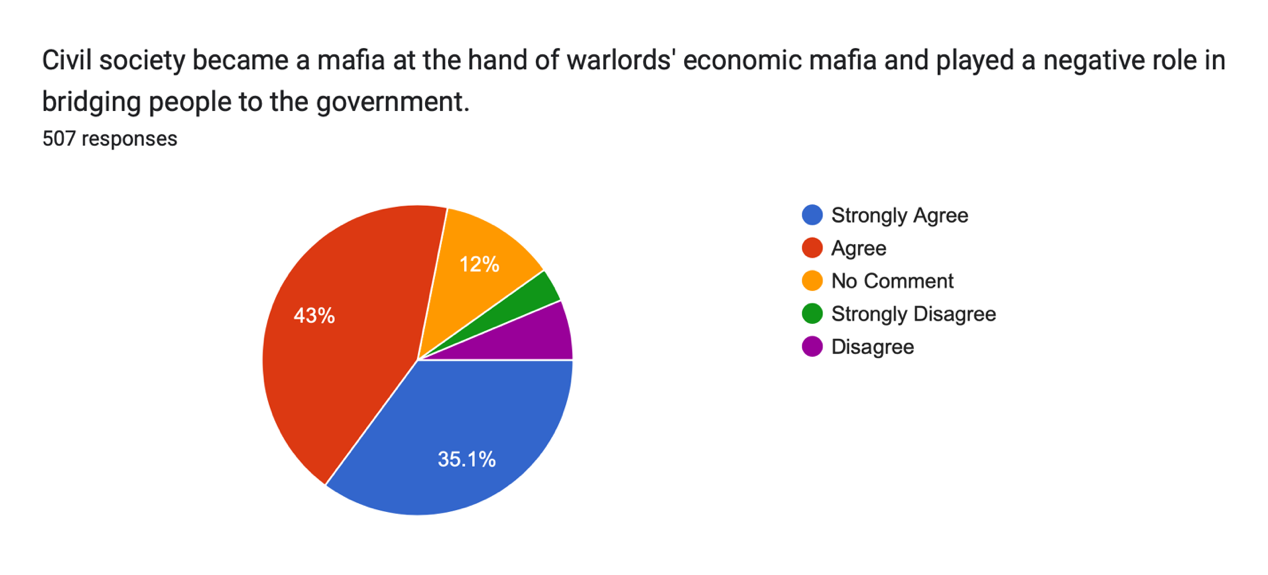 Civil society became a mafia at the hand of warlords' economic mafia and played a negative role in
bridging people to the government.
507 responses
12%
43%
35.1%
Strongly Agree
Agree
No Comment
Strongly Disagree
Disagree